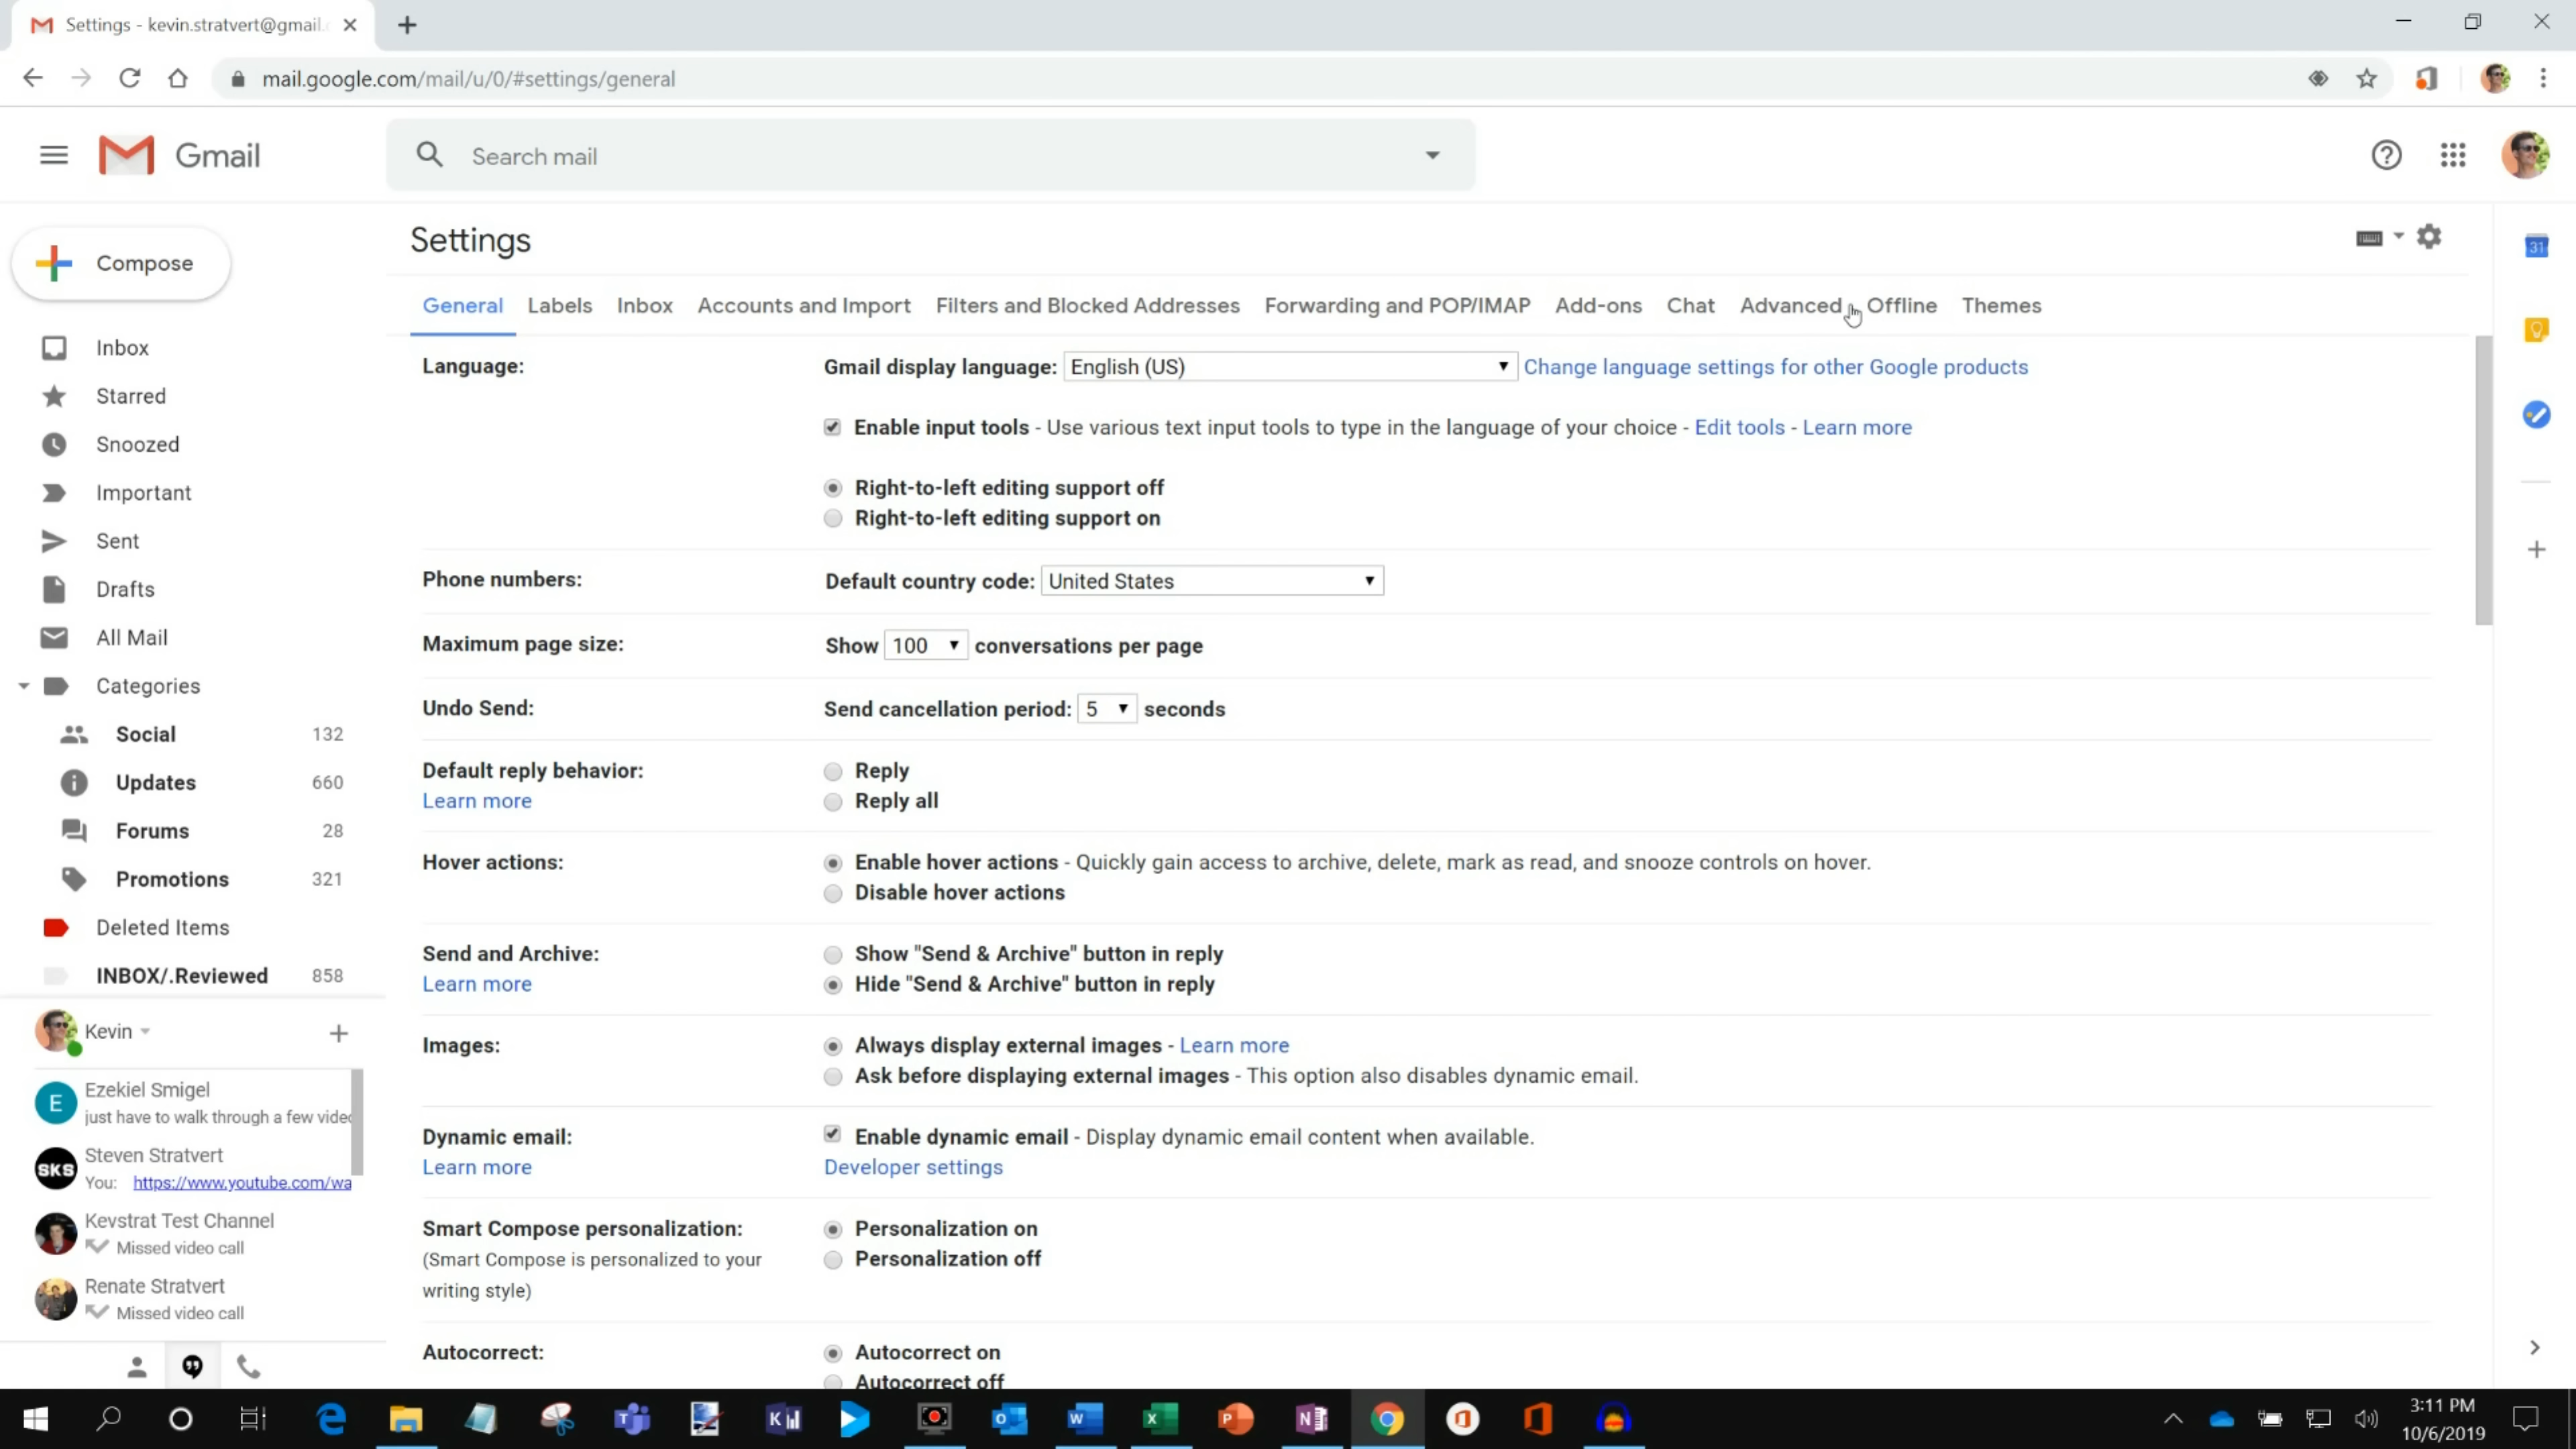 Settings - kevin.stratvert@gmail.
mail.google.com/mail/u/0/#settings/general
Gmail
Search mail
Compose
Inbox
Starred
Snoozed
Important
Sent
Drafts
All Mail
Categories
Social 132
Updates 660
Forums 28
Promotions 321
Deleted Items
INBOX/.Reviewed 858
Kevin
E
Ezekiel Smigel
just have to walk through a few video
SKS
Steven Stratvert
You: https://www.youtube.com/wa
Kevstrat Test Channel
Missed video call
Renate Stratvert
Missed video call
Settings
General Labels Inbox Accounts and Import Filters and Blocked Addresses Forwarding and POP/IMAP Add-ons Chat Advanced Offline Themes
Language: Gmail display language: English (US) Change language settings for other Google products
Enable input tools - Use various text input tools to type in the language of your choice - Edit tools - Learn more
Right-to-left editing support off
Right-to-left editing support on
Phone numbers: Default country code: United States
Maximum page size: Show 100 conversations per page
Undo Send: Send cancellation period: 5 seconds
Default reply behavior: Reply
Learn more Reply all
Hover actions: Enable hover actions - Quickly gain access to archive, delete, mark as read, and snooze controls on hover.
Disable hover actions
Send and Archive: Show "Send & Archive" button in reply
Learn more Hide "Send & Archive" button in reply
Images: Always display external images - Learn more
Ask before displaying external images - This option also disables dynamic email.
Dynamic email: Enable dynamic email - Display dynamic email content when available.
Learn more Developer settings
Smart Compose personalization: Personalization on
(Smart Compose is personalized to your Personalization off
writing style)
Autocorrect: Autocorrect on
Autocorrect off
31
3:11 PM
10/6/2019